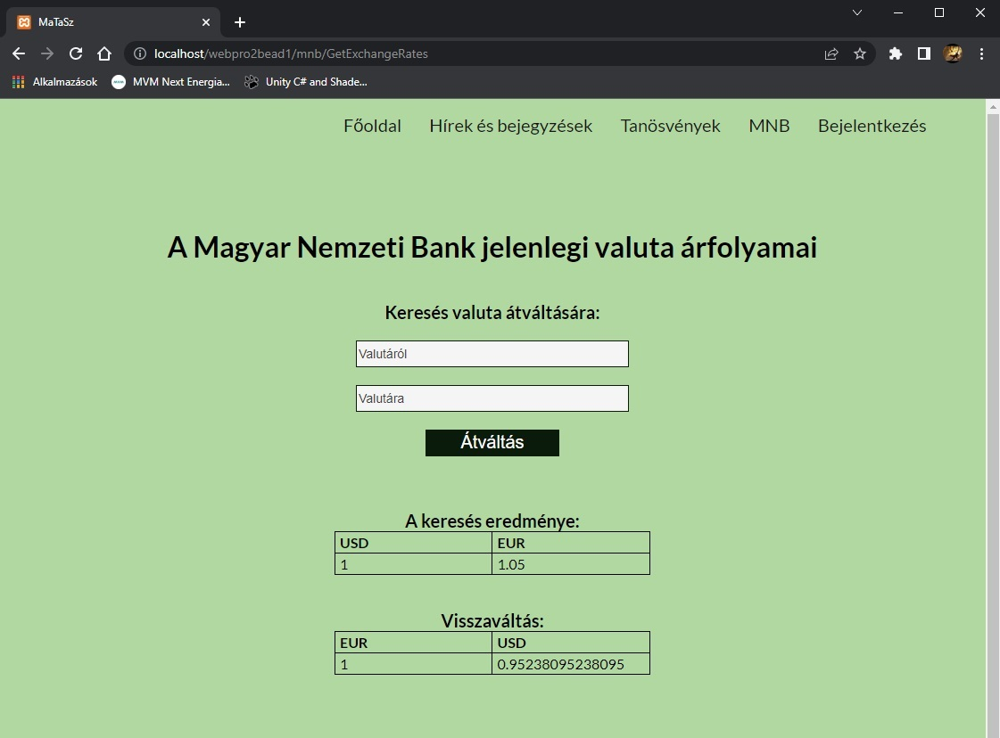 MaTaSz
localhost/webpro2bead1/mnb/GetExchangeRates
Alkalmazások MVM Next Energia... Unity C# and Shade...
Főoldal Hírek és bejegyzések Tanösvények MNB Bejelentkezés
A Magyar Nemzeti Bank jelenlegi valuta árfolyamai
Keresés valuta átváltására:
Valutáról
Valutára
Átváltás
A keresés eredménye:
USD EUR
1 1.05
Visszaváltás:
EUR USD
1 0.95238095238095